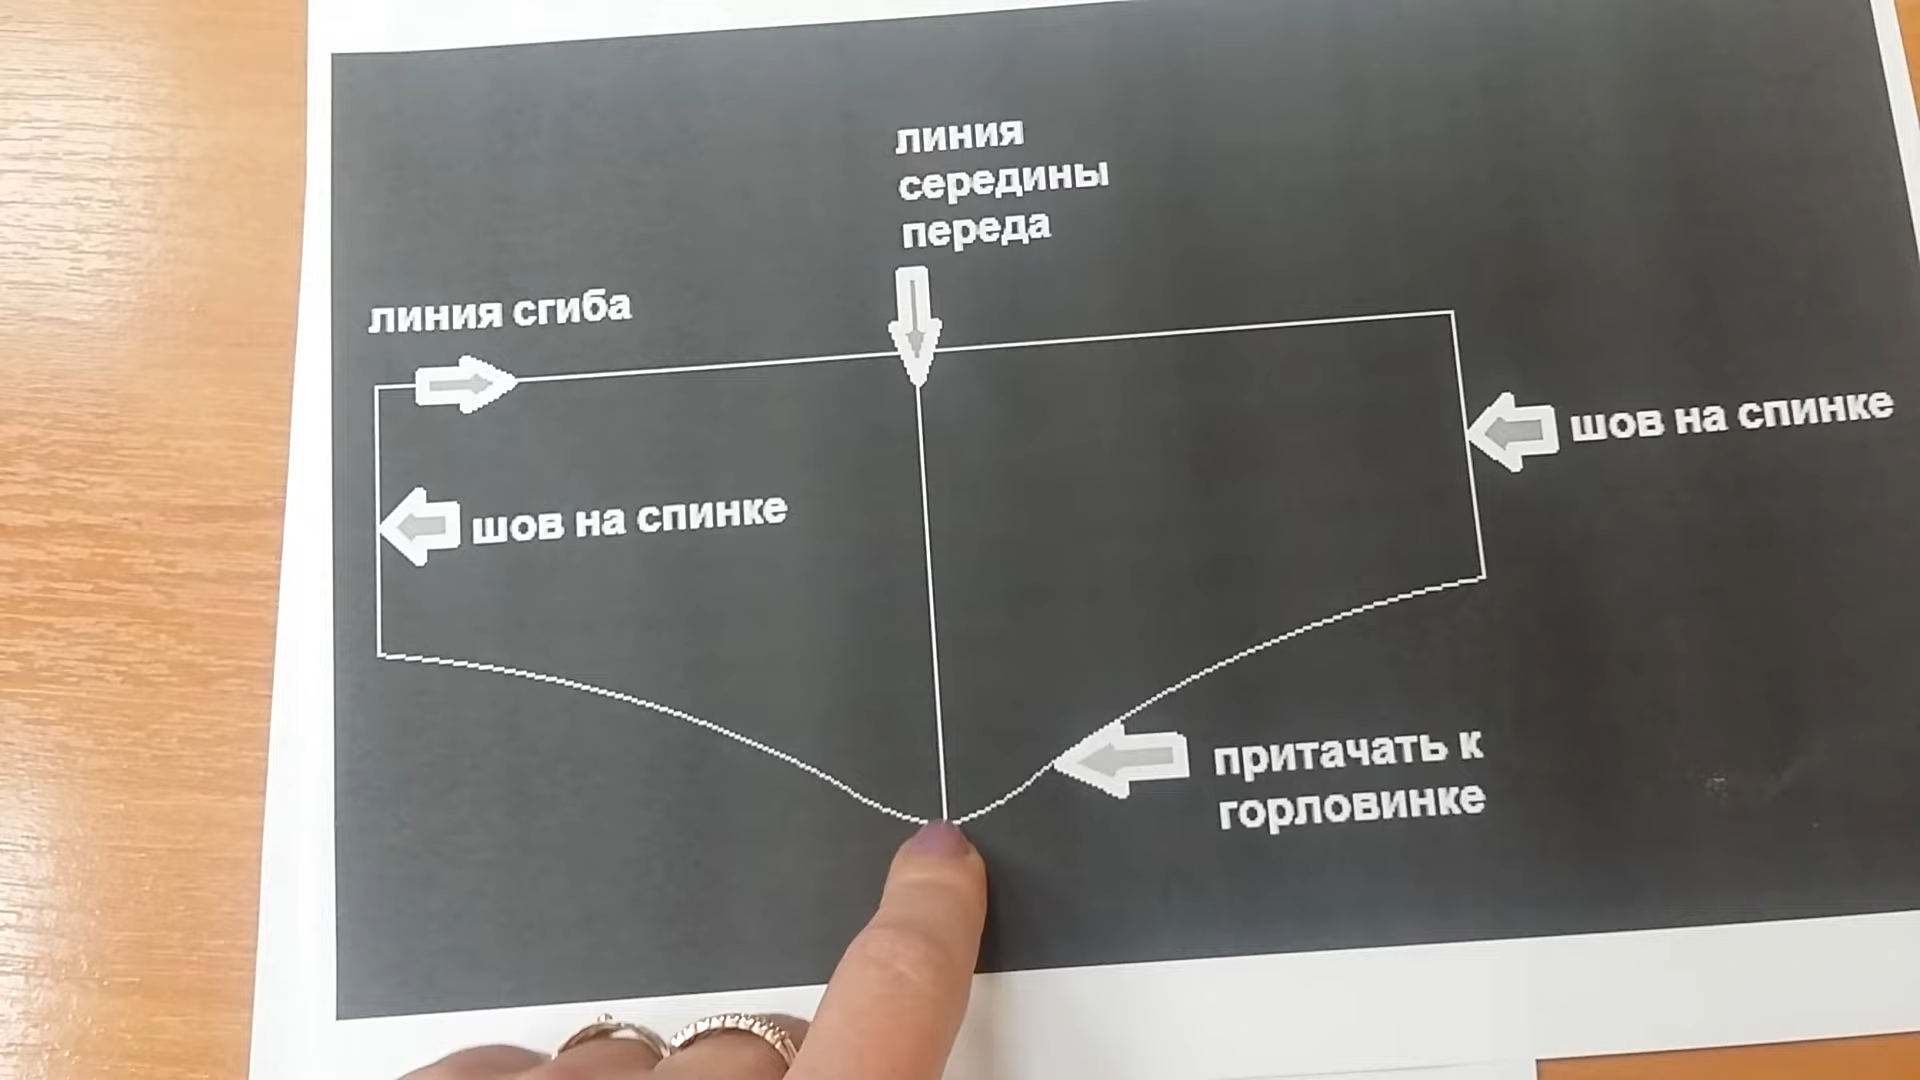 линия
середины
переда
линия сгиба
шов на спинке
шов на спинке
притачать к
горловинке